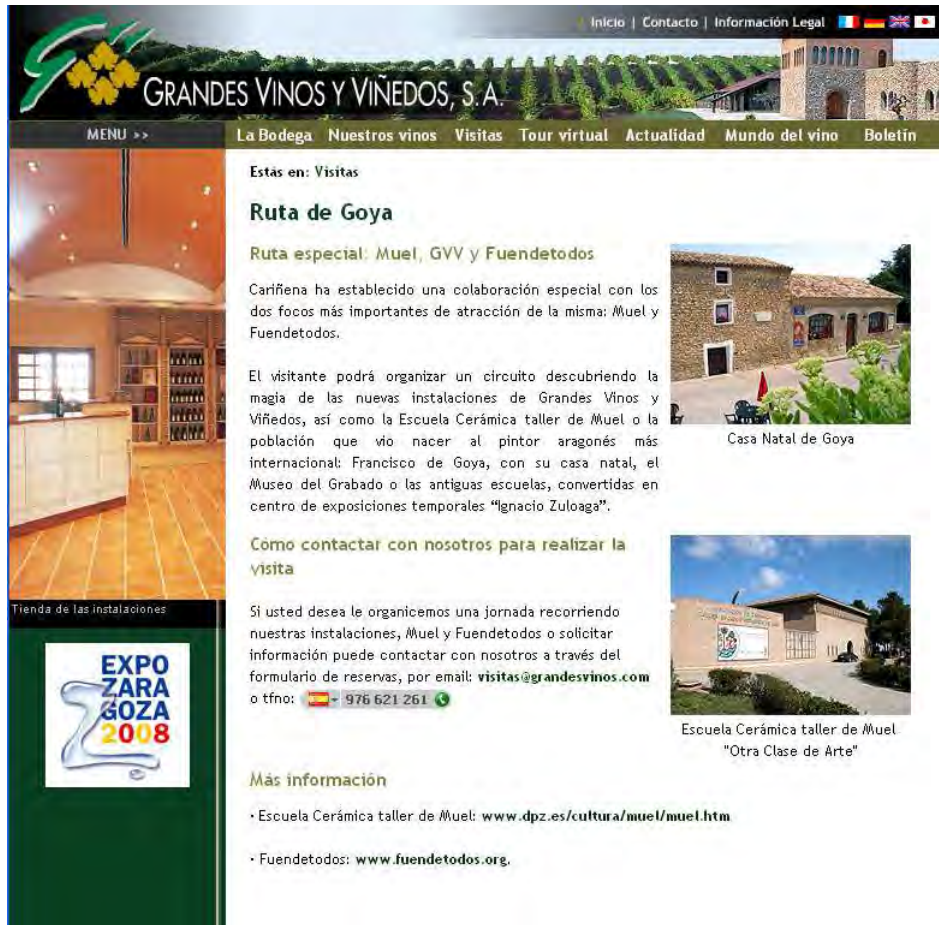 Inicio | Contacto | Información Legal
GRANDES VINOS Y VIÑEDOS, S.A.
MENU >>
La Bodega Nuestros vinos Visitas Tour virtual Actualidad Mundo del vino Boletín
Estás en: Visitas
Ruta de Goya
Ruta especial: Muel, GVV y Fuendetodos
Cariñena ha establecido una colaboración especial con los
dos focos más importantes de atracción de la misma: Muel y
Fuendetodos.
El visitante podrá organizar un circuito descubriendo la
magia de las nuevas instalaciones de Grandes Vinos y
Viñedos, así como la Escuela Cerámica taller de Muel o la
población que vio nacer al pintor aragonés más
internacional: Francisco de Goya, con su casa natal, el
Museo del Grabado o las antiguas escuelas, convertidas en
centro de exposiciones temporales “Ignacio Zuloaga”.
Casa Natal de Goya
Cómo contactar con nosotros para realizar la
visita
Si usted desea le organicemos una jornada recorriendo
nuestras instalaciones, Muel y Fuendetodos o solicitar
información puede contactar con nosotros a través del
formulario de reservas, por email: visitas@grandesvinos.com
o tfno: 976 621 261
Escuela Cerámica taller de Muel
"Otra Clase de Arte"
Más información
· Escuela Cerámica taller de Muel: www.dpz.es/cultura/muel/muel.htm
· Fuendetodos: www.fuendetodos.org.
Tienda de las instalaciones
EXPO
ZARA
GOZA
2008